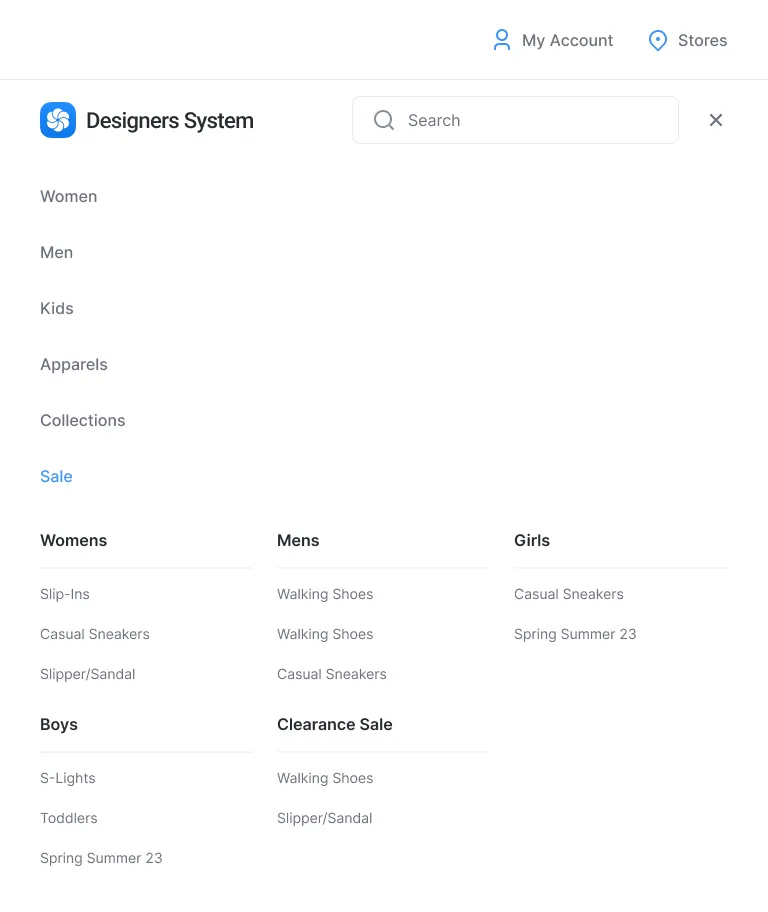 My Account
Stores
Designers System
Search
Women
Men
Kids
Apparels
Collections
Sale
Womens
Slip-Ins
Casual Sneakers
Slipper/Sandal
Mens
Walking Shoes
Walking Shoes
Casual Sneakers
Girls
Casual Sneakers
Spring Summer 23
Boys
S-Lights
Toddlers
Spring Summer 23
Clearance Sale
Walking Shoes
Slipper/Sandal